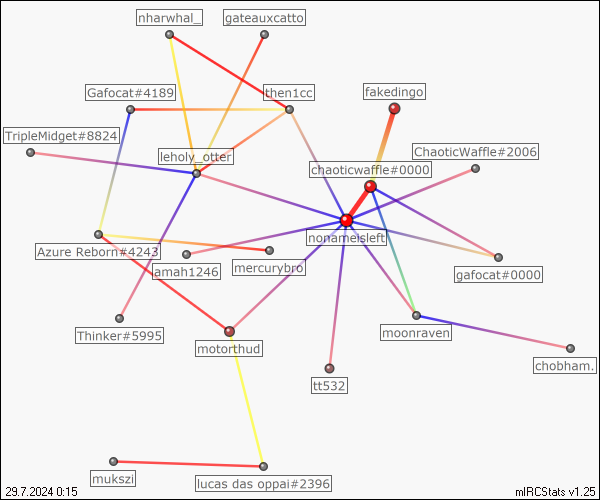 nharwhal_
gateauxcatto
Gafocat#4189
then1cc
fakedingo
TripleMidget#8824
leholy_otter
ChaoticWaffle#2006
chaoticwaffle#0000
nonameisleft
Azure Reborn#4243
mercurybro
amah1246
gafocat#0000
Thinker#5995
motorthud
moonraven
chobham.
tt532
mukszi
lucas das oppai#2396
29.7.2024 0:15
mIRCStats v1.25